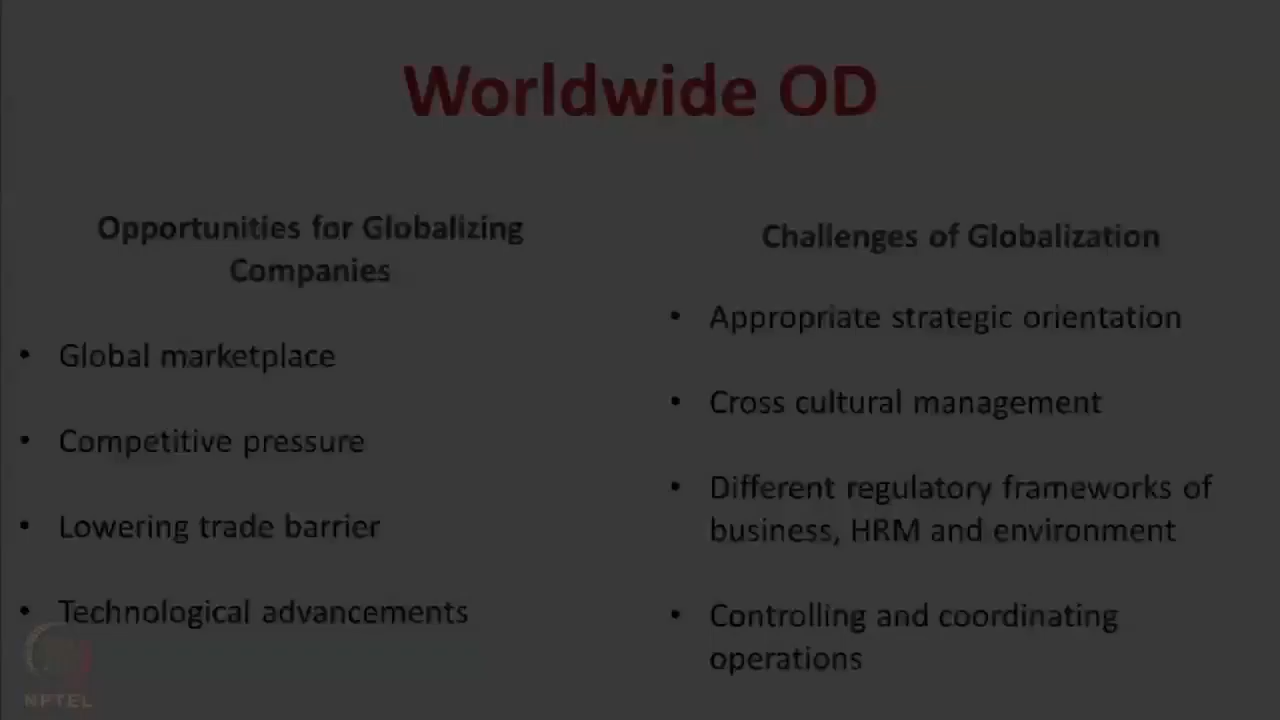 Worldwide OD
Opportunities for Globalizing
Companies
• Global marketplace
• Competitive pressure
• Lowering trade barrier
• Technological advancements
Challenges of Globalization
• Appropriate strategic orientation
• Cross cultural management
• Different regulatory frameworks of
business, HRM and environment
• Controlling and coordinating
operations
NPTEL